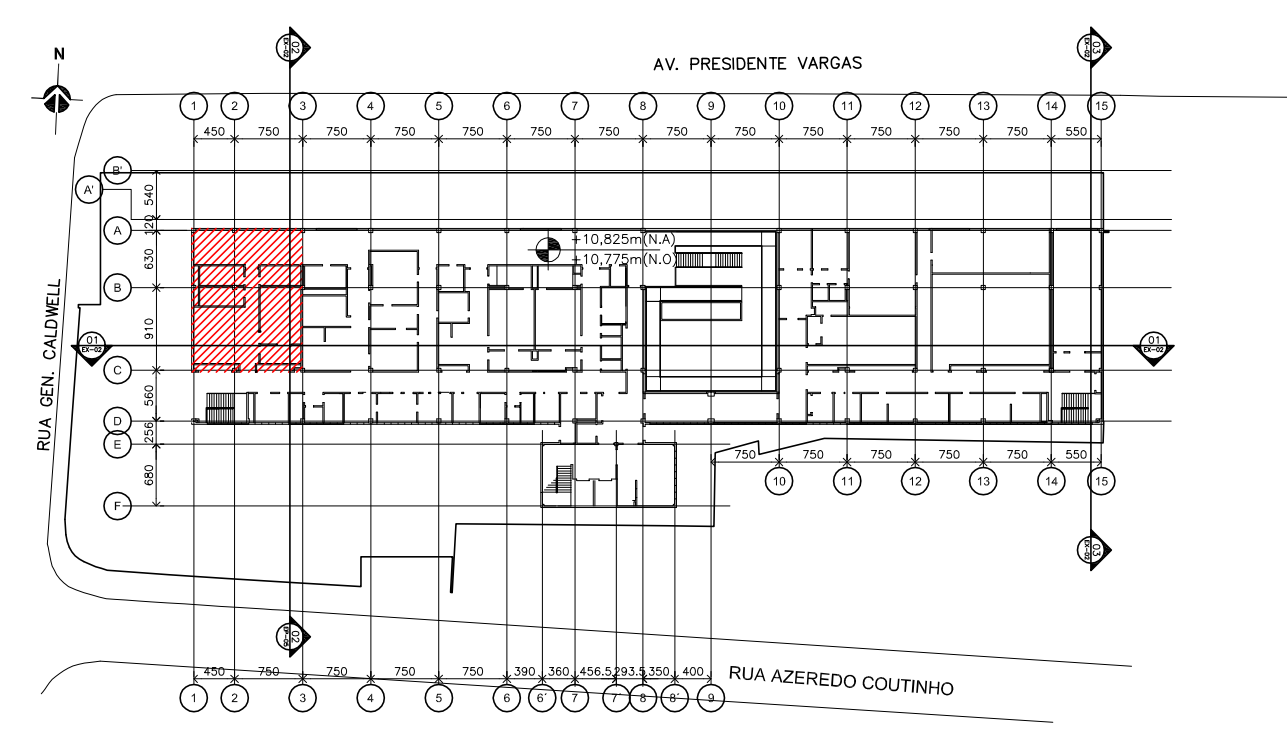 02
EX-02
03
EX-02
N
AV. PRESIDENTE VARGAS
1 2 3 4 5 6 7 8 9 10 11 12 13 14 15
450 750 750 750 750 750 750 750 750 750 750 750 750 550
B'
A'
540
120
A
630
+10,825m(N.A)
+10,775m(N.O)
B
910
RUA GEN. CALDWELL
01
EX-02
01
EX-02
C
560
D
256
E
680
F
750 750 750 750 550
10 11 12 13 14 15
03
EX-02
02
EP-05
450 750 750 750 750 390 360 456.5 293.5 350 400
1 2 3 4 5 6 6' 7 7' 8 8' 9
RUA AZEREDO COUTINHO